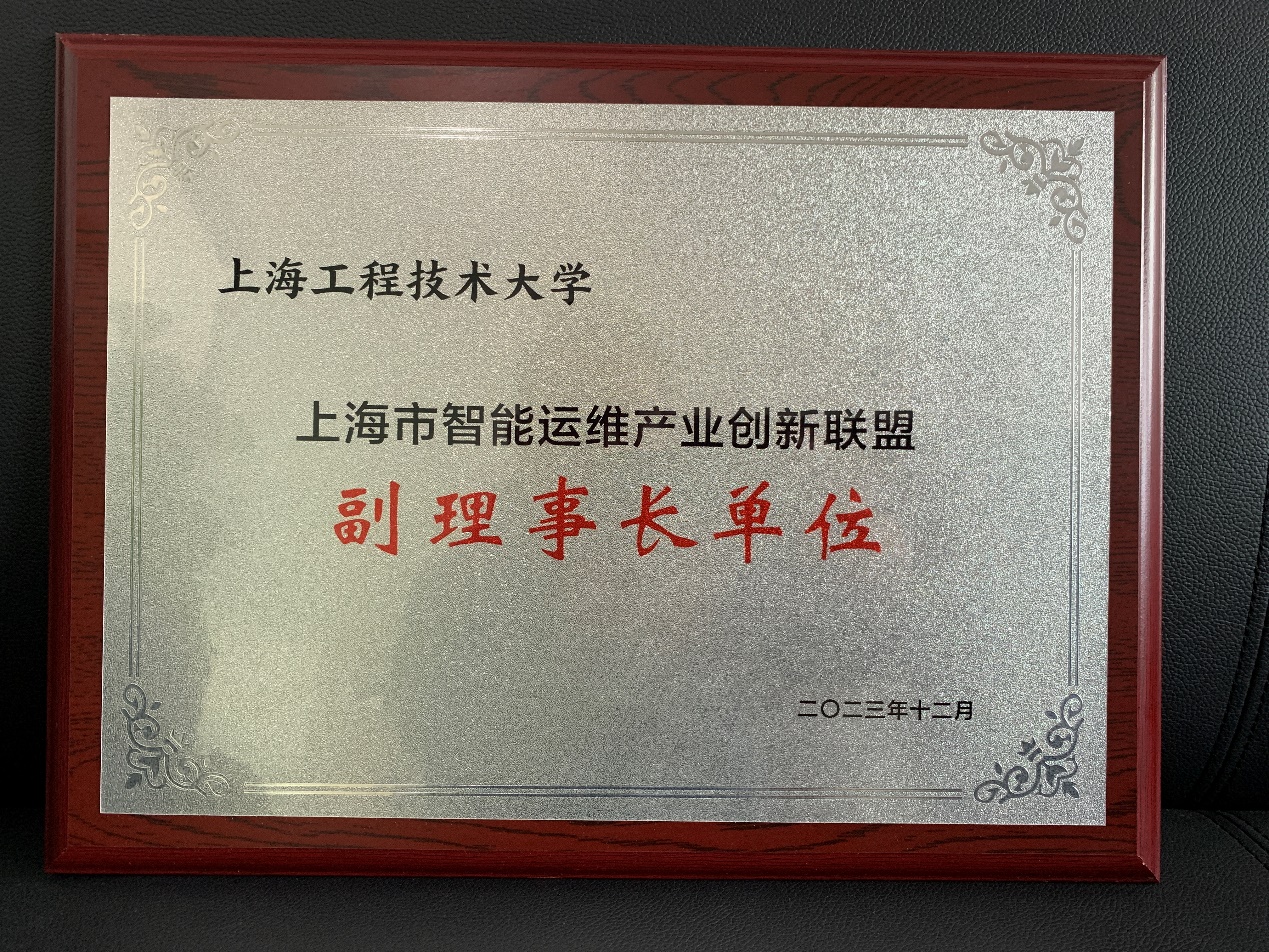 上海工程技术大学
上海市智能运维产业创新联盟
副理事长单位
二〇二三年十二月